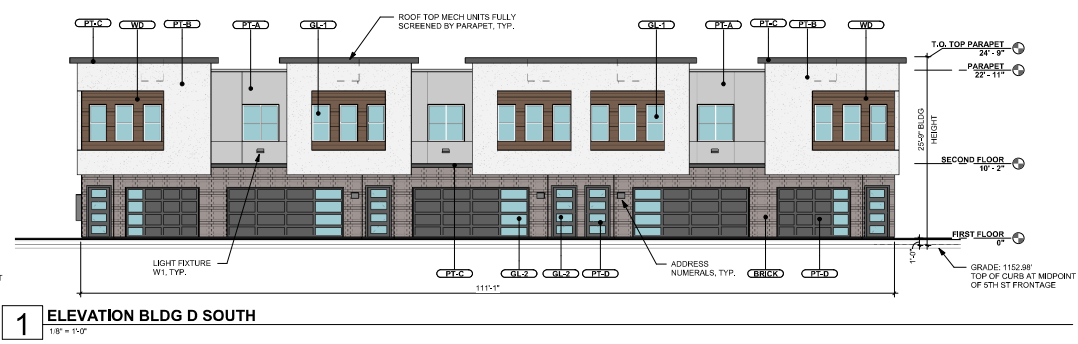 ROOF TOP MECH UNITS FULLY
SCREENED BY PARAPET, TYP.
PT-C WD PT-B PT-A GL-1 GL-1 PT-A PT-C PT-B WD
T.O. TOP PARAPET
24' - 9"
PARAPET
22' - 11"
25'-9" BLDG
HEIGHT
SECOND FLOOR
10' - 2"
FIRST FLOOR
0"
1'-0"
LIGHT FIXTURE
W1, TYP.
PT-C GL-2 GL-2 PT-D
ADDRESS
NUMERALS, TYP.
BRICK PT-D
GRADE: 1152.98'
TOP OF CURB AT MIDPOINT
OF 5TH ST FRONTAGE
111'-1"
T
1 ELEVATION BLDG D SOUTH
1/8" = 1'-0"